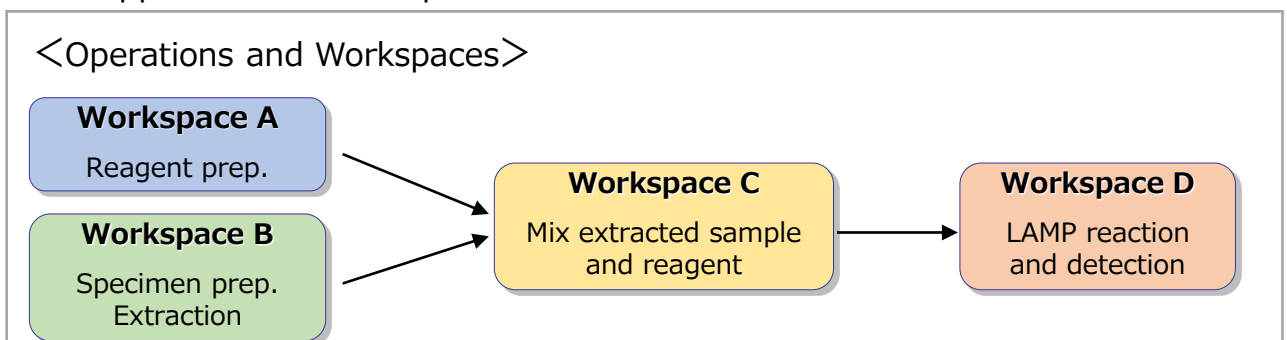 <Operations and Workspaces>
Workspace A
Reagent prep.
Workspace B
Specimen prep.
Extraction
Workspace C
Mix extracted sample
and reagent
Workspace D
LAMP reaction
and detection